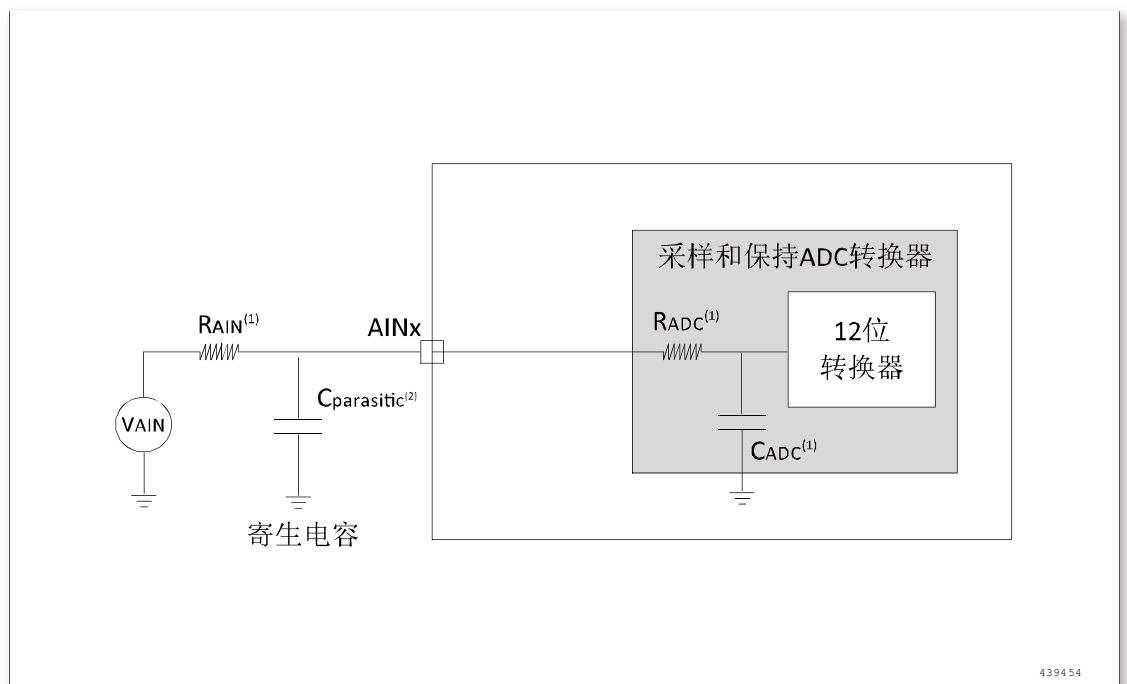 采样和保持ADC转换器
RAIN(1)
AINx
RADC(1)
12位
转换器
Cparasitic(2)
VAIN
CADC(1)
寄生电容
439454